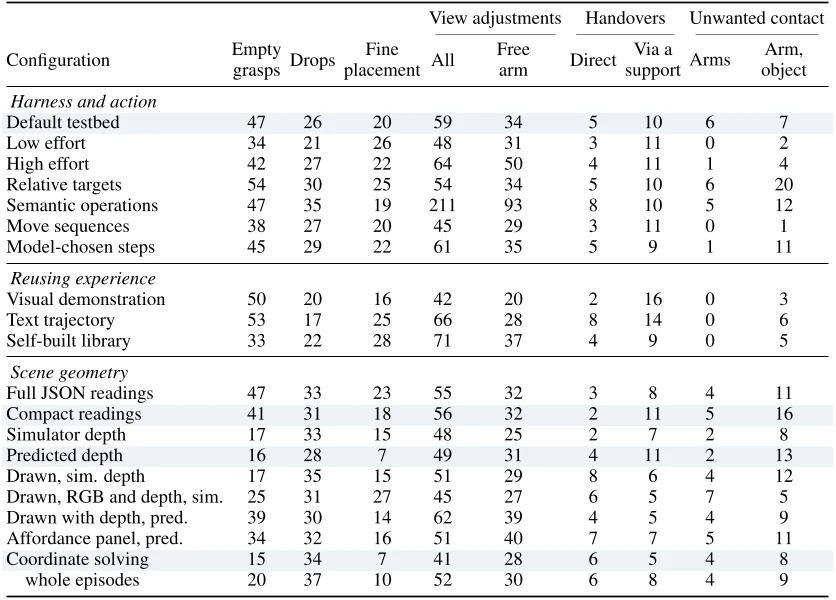 View adjustments Handovers Unwanted contact
Configuration Empty grasps Drops Fine placement All Free arm Direct Via a support Arms Arm, object
Harness and action
Default testbed 47 26 20 59 34 5 10 6 7
Low effort 34 21 26 48 31 3 11 0 2
High effort 42 27 22 64 50 4 11 1 4
Relative targets 54 30 25 54 34 5 10 6 20
Semantic operations 47 35 19 211 93 8 10 5 12
Move sequences 38 27 20 45 29 3 11 0 1
Model-chosen steps 45 29 22 61 35 5 9 1 11
Reusing experience
Visual demonstration 50 20 16 42 20 2 16 0 3
Text trajectory 53 17 25 66 28 8 14 0 6
Self-built library 33 22 28 71 37 4 9 0 5
Scene geometry
Full JSON readings 47 33 23 55 32 3 8 4 11
Compact readings 41 31 18 56 32 2 11 5 16
Simulator depth 17 33 15 48 25 2 7 2 8
Predicted depth 16 28 7 49 31 4 11 2 13
Drawn, sim. depth 17 35 15 51 29 8 6 4 12
Drawn, RGB and depth, sim. 25 31 27 45 27 6 5 7 5
Drawn with depth, pred. 39 30 14 62 39 4 5 4 9
Affordance panel, pred. 34 32 16 51 40 7 7 5 11
Coordinate solving 15 34 7 41 28 6 5 4 8
whole episodes 20 37 10 52 30 6 8 4 9